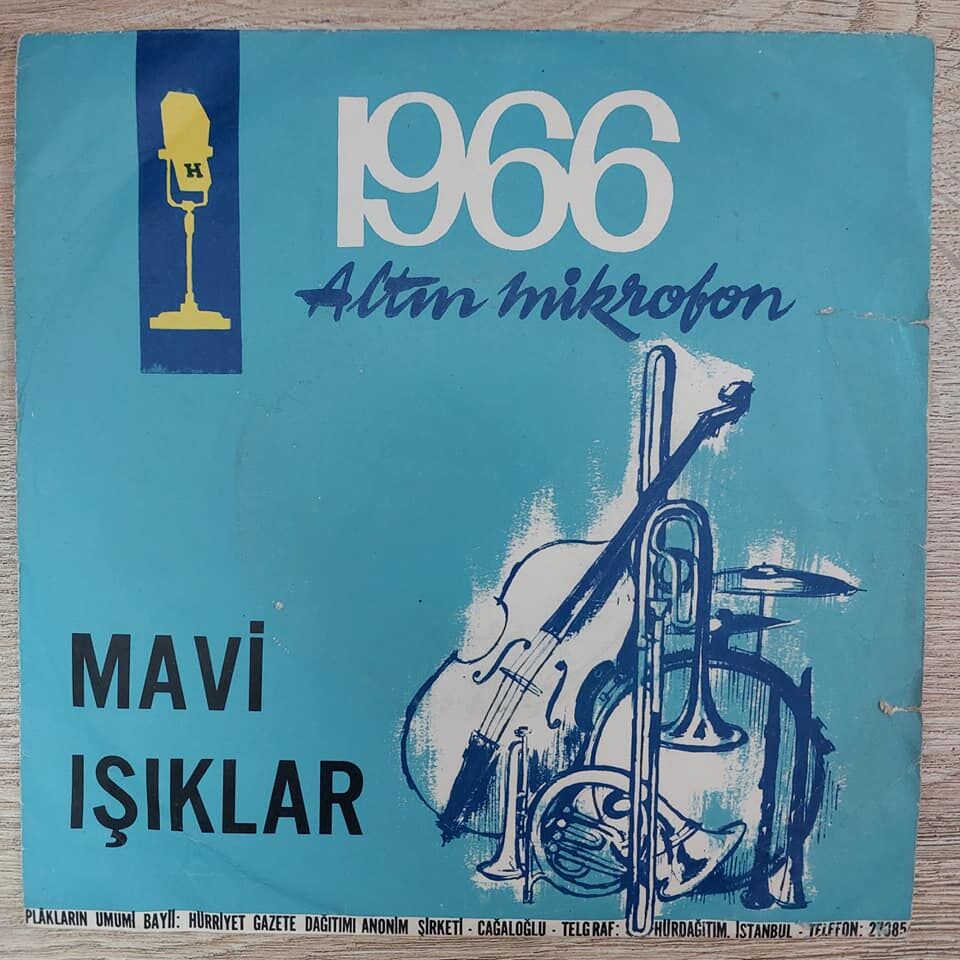 H
1966
Altın mikrofon
MAVİ
IŞIKLAR
PLAKLARIN UMUMİ BAYİİ: HÜRRİYET GAZETE DAĞITIMI ANONİM ŞİRKETİ - CAĞALOĞLU - TELGRAF: HÜRDAĞITIM, İSTANBUL - TELEFON: